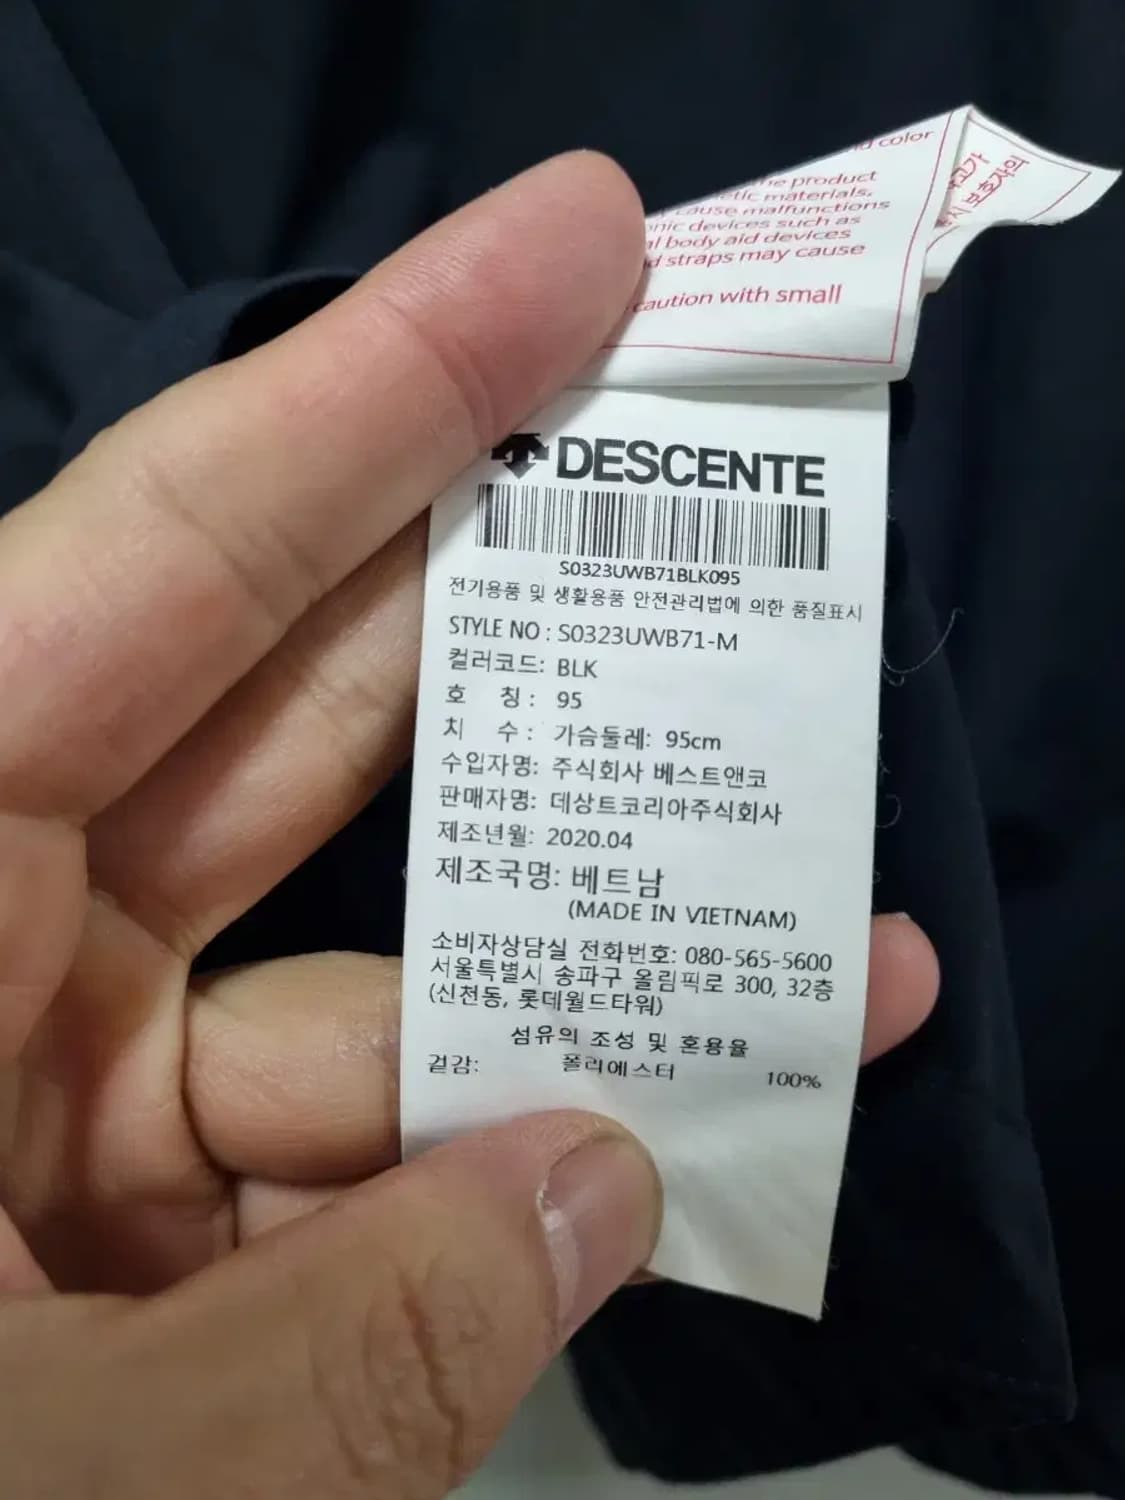 color
product
materials,
cause malfunctions
devices such as
body aid devices
straps may cause
caution with small
보호자의
DESCENTE
S0323UWB71BLK095
전기용품 및 생활용품 안전관리법에 의한 품질표시
STYLE NO : S0323UWB71-M
컬러코드: BLK
호 칭 : 95
치 수 : 가슴둘레: 95cm
수입자명: 주식회사 베스트앤코
판매자명: 데상트코리아주식회사
제조년월: 2020.04
제조국명: 베트남
(MADE IN VIETNAM)
소비자상담실 전화번호: 080-565-5600
서울특별시 송파구 올림픽로 300, 32층
(신천동, 롯데월드타워)
섬유의 조성 및 혼용율
겉감: 폴리에스터 100%